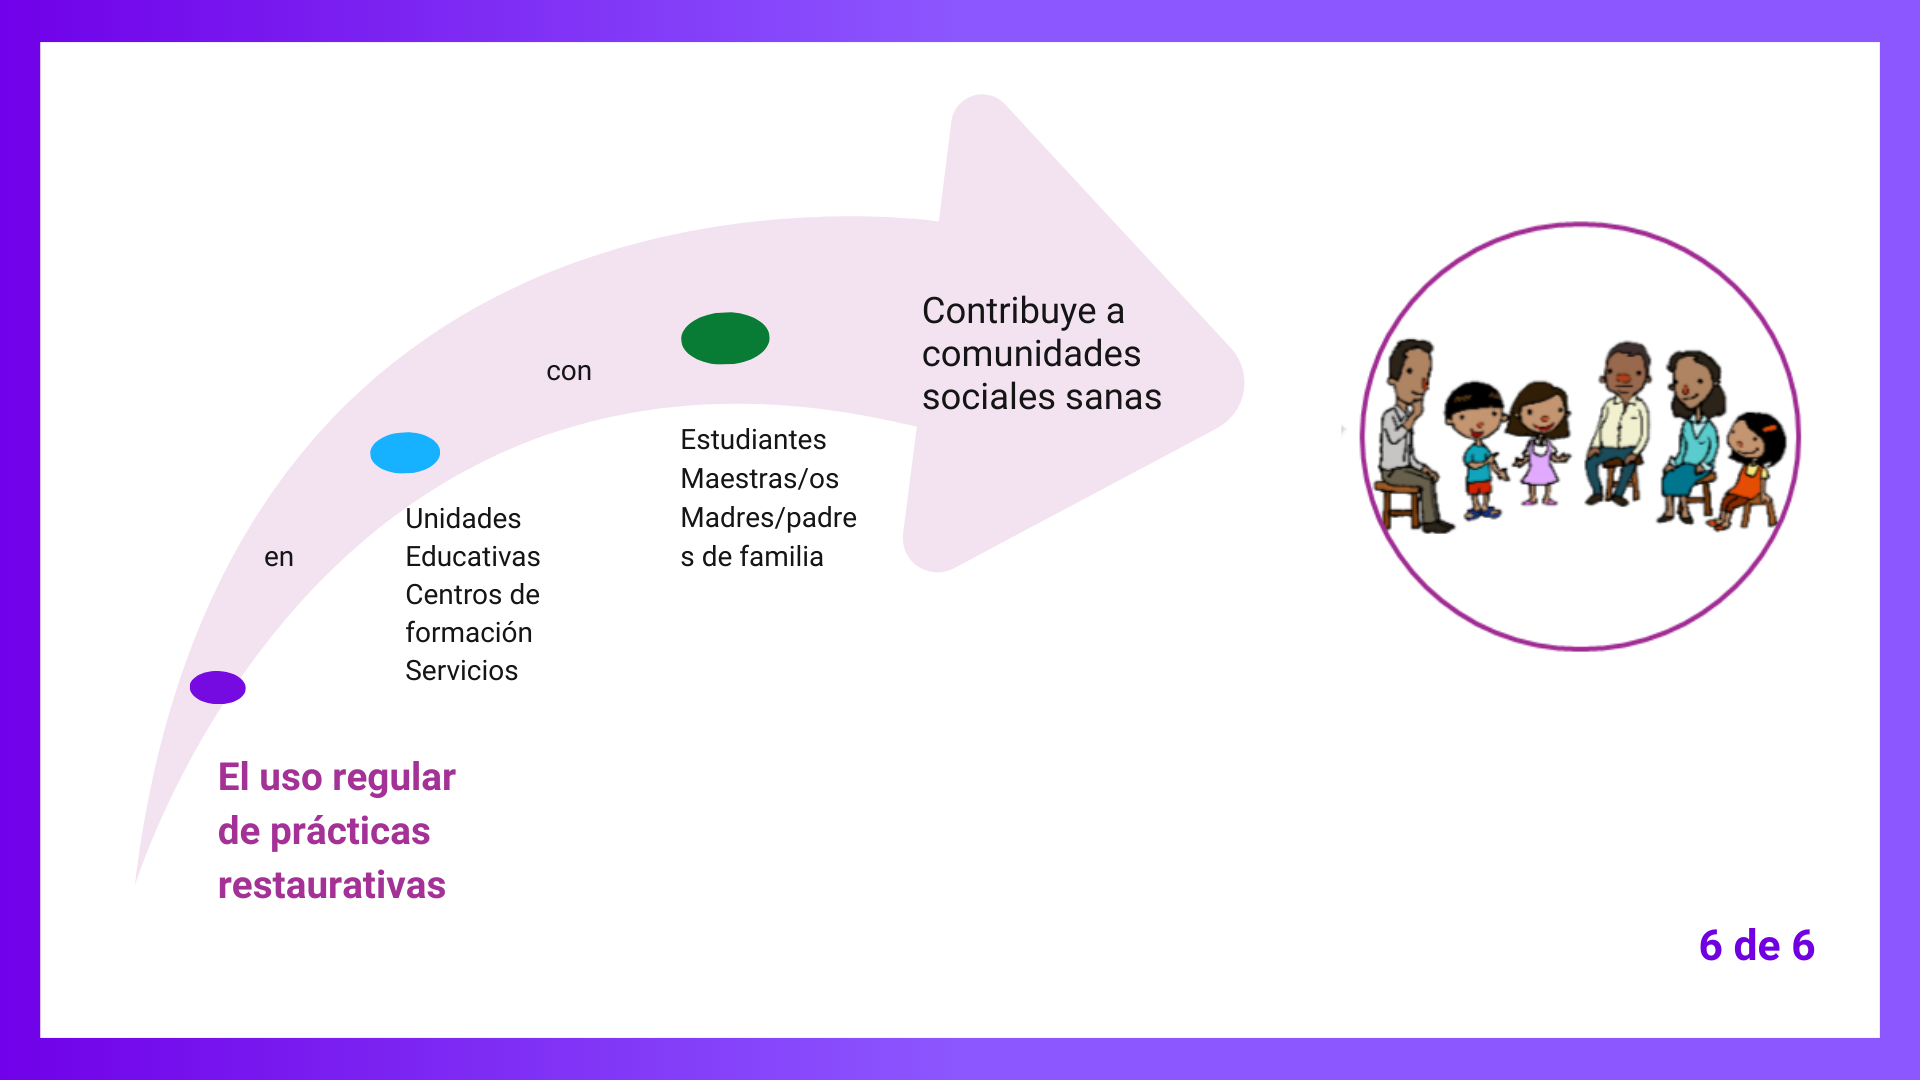 El uso regular
de prácticas
restaurativas
en
Unidades
Educativas
Centros de
formación
Servicios
con
Estudiantes
Maestras/os
Madres/padre
s de familia
Contribuye a
comunidades
sociales sanas
6 de 6